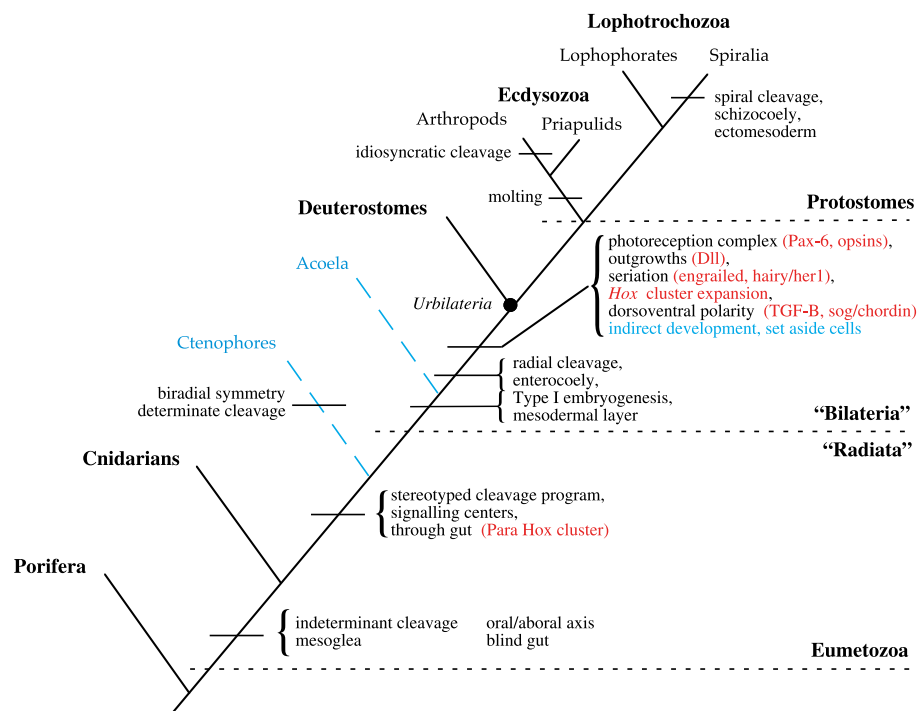 Lophotrochozoa
Lophophorates
Spiralia
Ecdysozoa
spiral cleavage,
schizocoely,
ectomesoderm
Arthropods
Priapulids
idiosyncratic cleavage
molting
Protostomes
Deuterostomes
photoreception complex (Pax-6, opsins),
outgrowths (Dll),
seriation (engrailed, hairy/her1),
Hox cluster expansion,
dorsoventral polarity (TGF-B, sog/chordin)
indirect development, set aside cells
Acoela
Urbilateria
Ctenophores
radial cleavage,
enterocoely,
Type I embryogenesis,
mesodermal layer
biradial symmetry
determinate cleavage
“Bilateria”
“Radiata”
Cnidarians
stereotyped cleavage program,
signalling centers,
through gut (Para Hox cluster)
Porifera
indeterminant cleavage oral/aboral axis
mesoglea blind gut
Eumetozoa